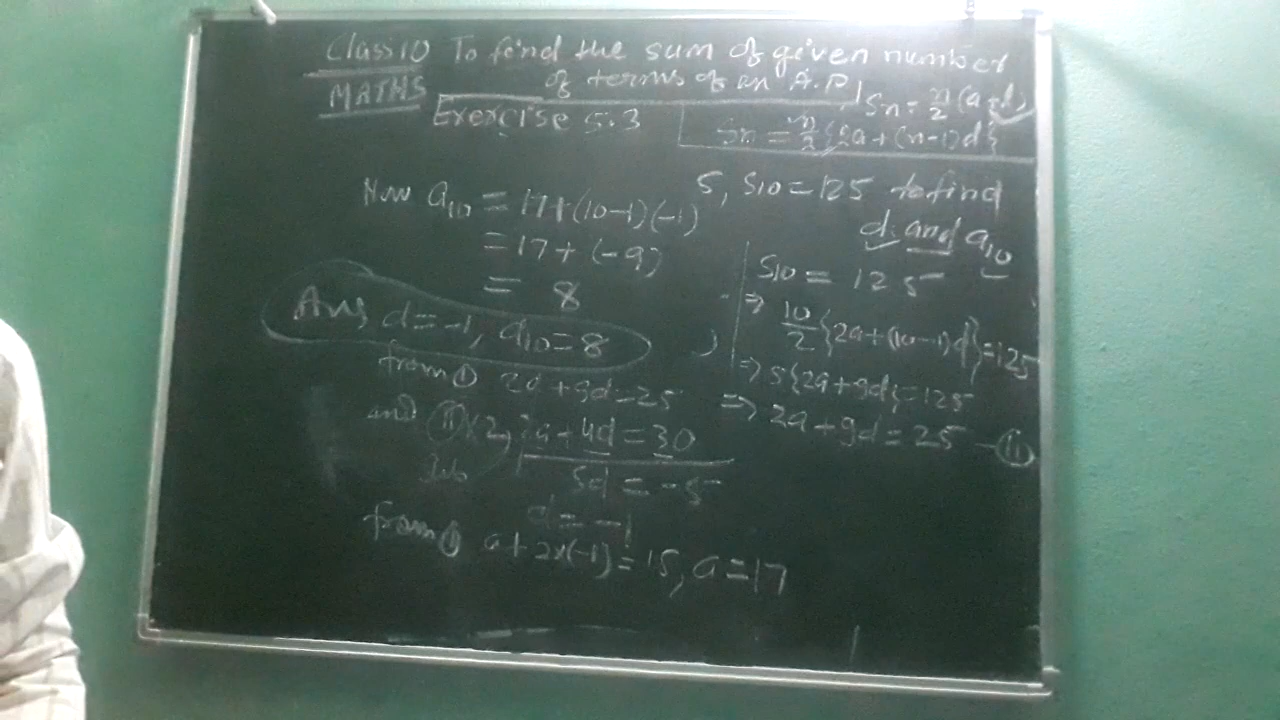 Class 10 To find the sum of given number
MATHS of terms of an A.P.
Exercise 5.3
Sn = n/2 (a+l)
Sn = n/2 {2a+(n-1)d}
Now a10 = 17+(10-1)(-1)
= 17+(-9)
= 8
Ans d=-1, a10=8
from ① 2a+9d=25
and (II)×2, 2a+4d=30
Sub
5d = -5
d = -1
from ① a+2×(-1)=15, a=17
5, S10=125 to find
d and a10
S10 = 125
⇒ 10/2 {2a+(10-1)d}=125
⇒ 5{2a+9d}=125
⇒ 2a+9d=25 -(II)